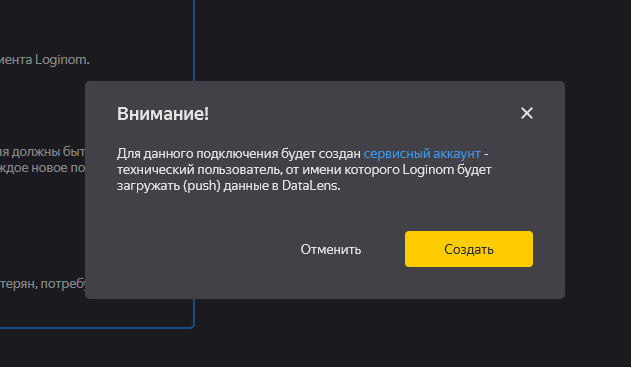 мента Loginom.
Внимание!
я должны быт
Для данного подключения будет создан сервисный аккаунт -
ждое новое по
технический пользователь, от имени которого Loginom будет
загружать (push) данные в DataLens.
Отменить
Создать
терян, потребу